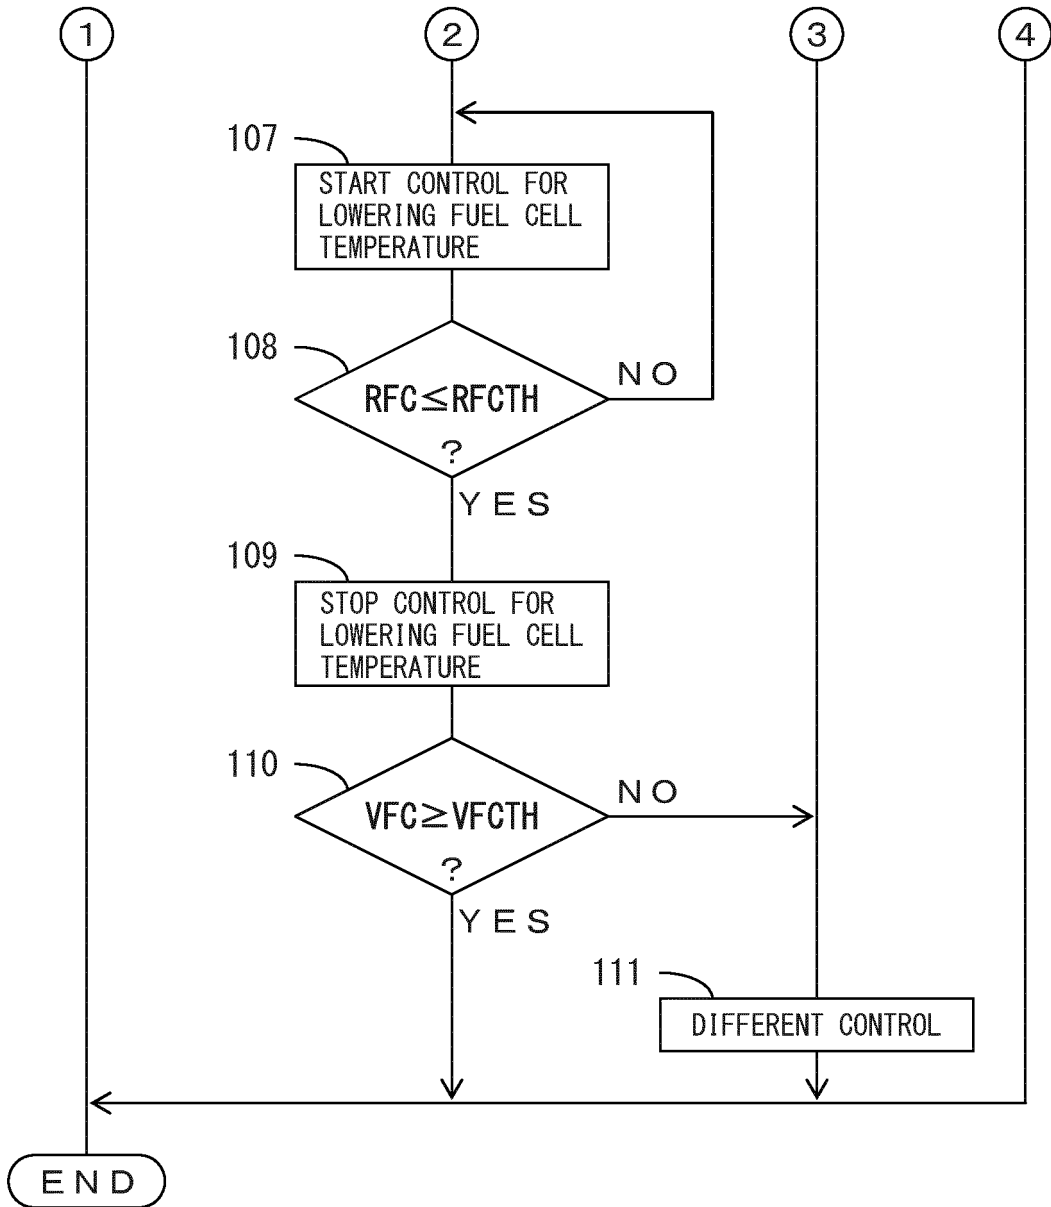 1
2
3
4
107
START CONTROL FOR
LOWERING FUEL CELL
TEMPERATURE
108
RFC≦RFCTH
?
NO
YES
109
STOP CONTROL FOR
LOWERING FUEL CELL
TEMPERATURE
110
VFC≧VFCTH
?
NO
YES
111
DIFFERENT CONTROL
END